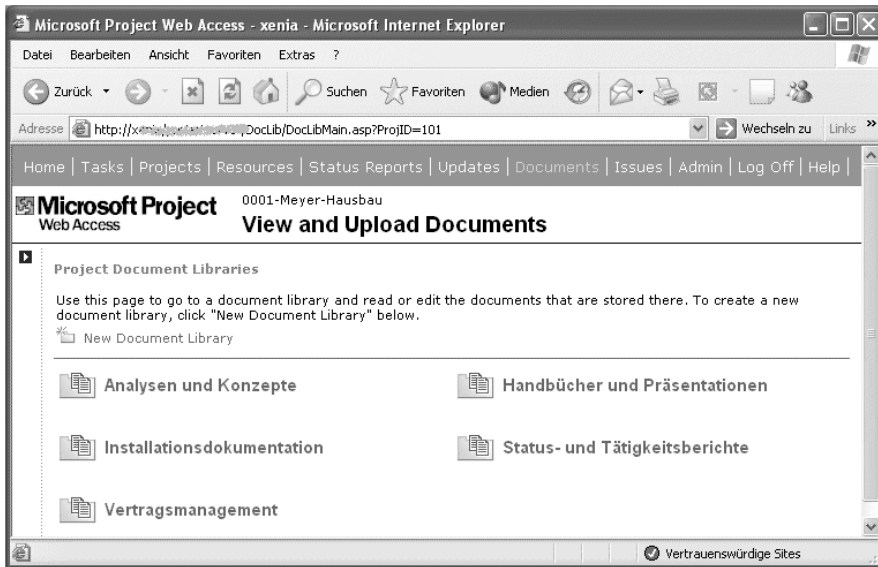 Microsoft Project Web Access - xenia - Microsoft Internet Explorer
Datei Bearbeiten Ansicht Favoriten Extras ?
Zurück Suchen Favoriten Medien
Adresse DocLib/DocLibMain.asp?ProjID=101 Wechseln zu Links »
Home | Tasks | Projects | Resources | Status Reports | Updates | Documents | Issues | Admin | Log Off | Help |
Microsoft Project
Web Access
0001-Meyer-Hausbau
View and Upload Documents
Project Document Libraries
Use this page to go to a document library and read or edit the documents that are stored there. To create a new
document library, click "New Document Library" below.
New Document Library
Analysen und Konzepte
Handbücher und Präsentationen
Installationsdokumentation
Status- und Tätigkeitsberichte
Vertragsmanagement
Vertrauenswürdige Sites